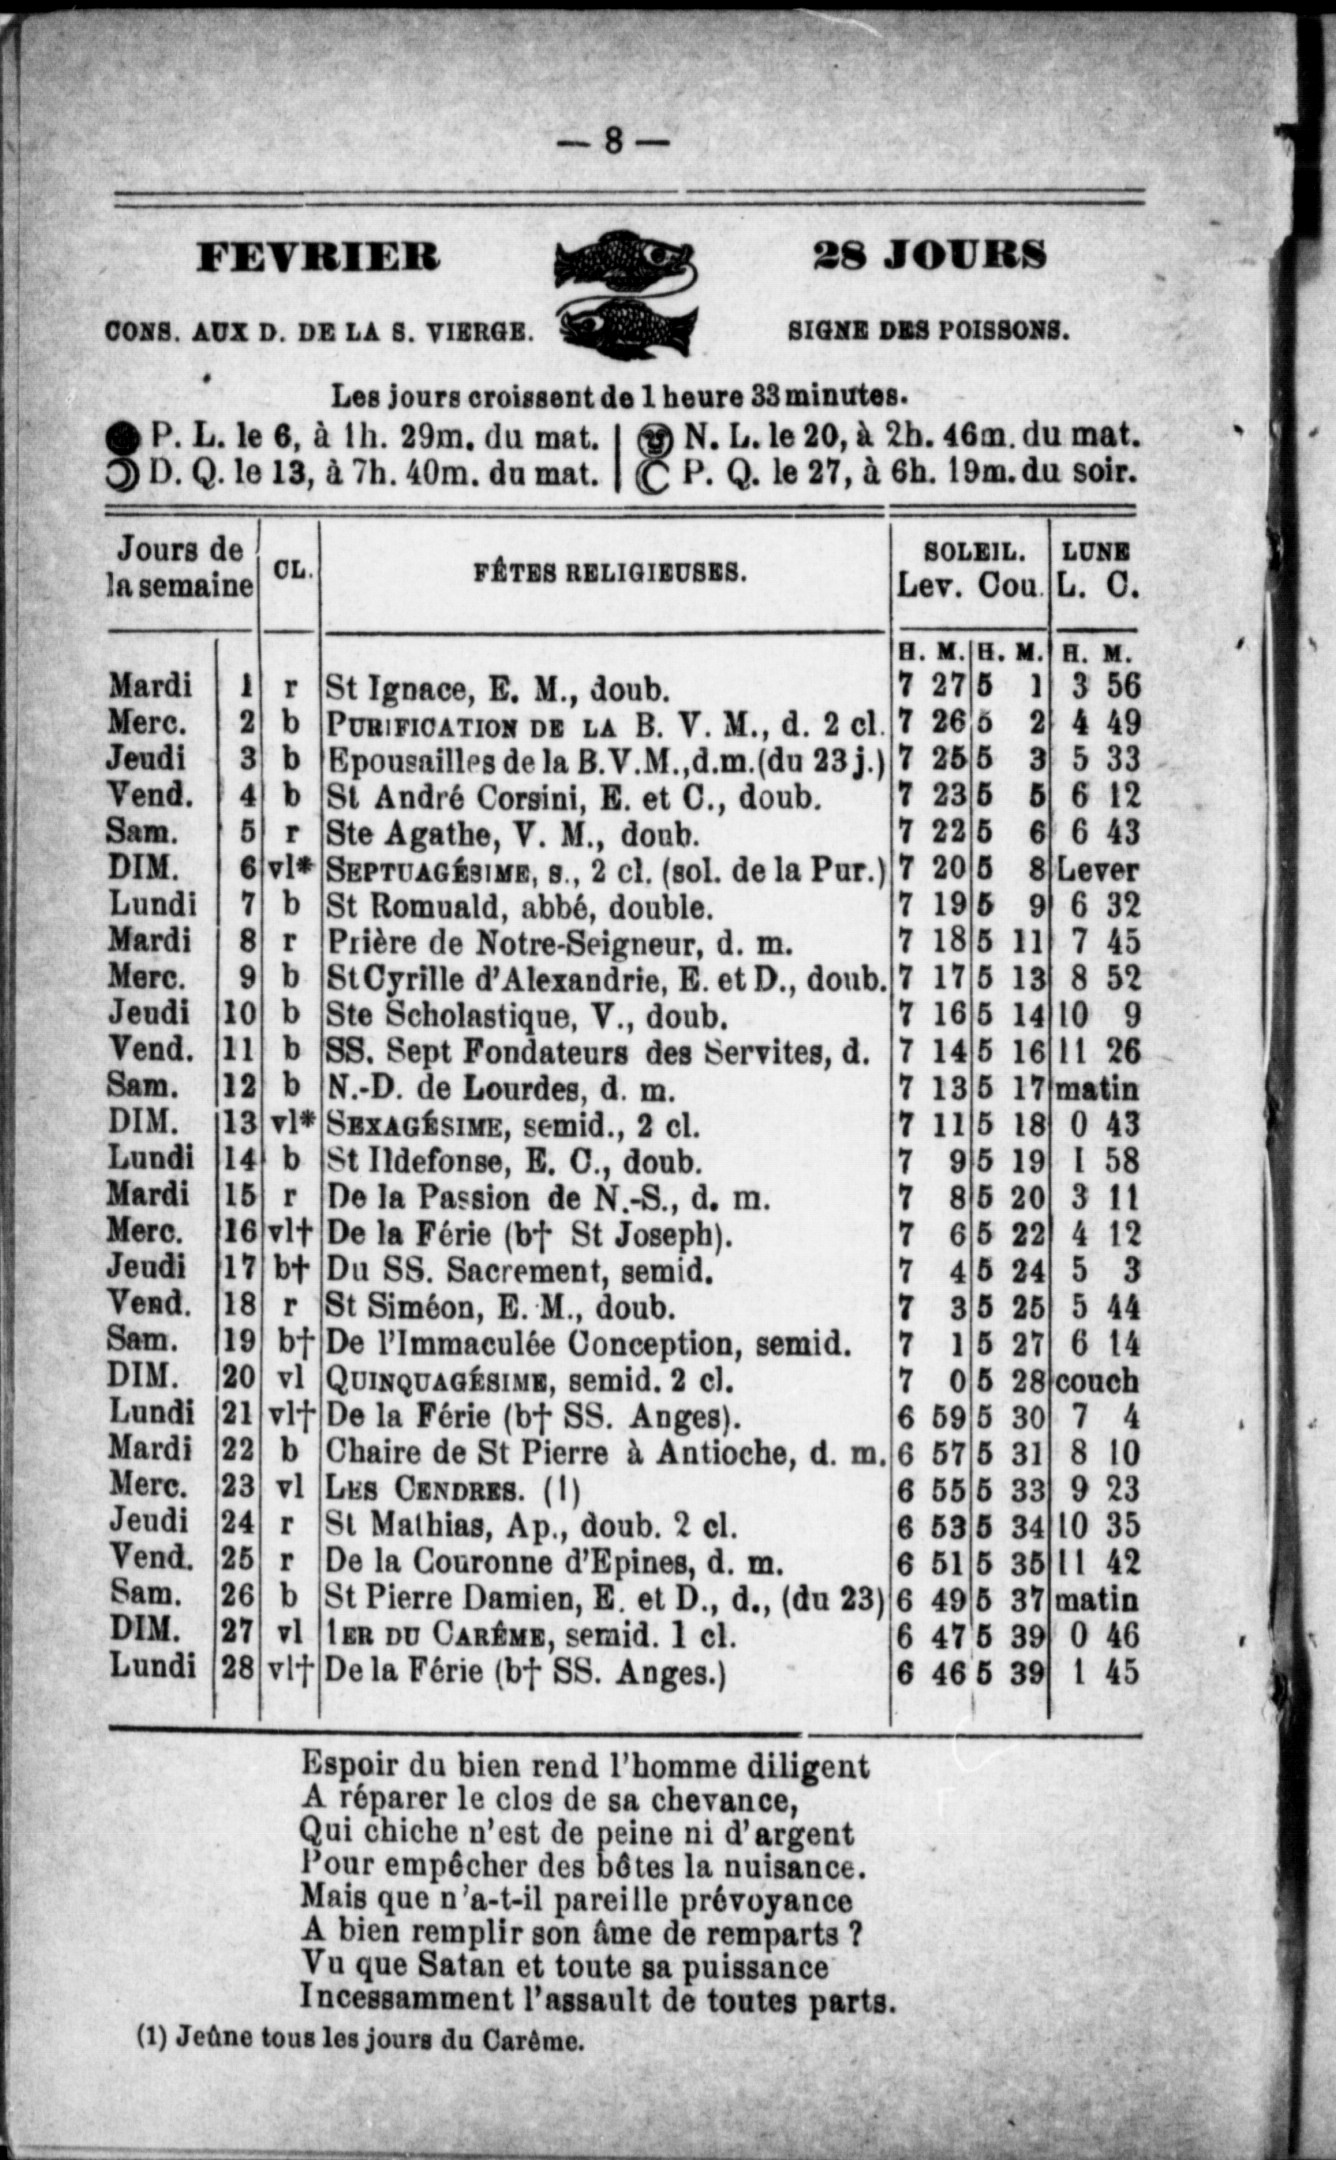 — 8 —
FEVRIER 28 JOURS
CONS. AUX D. DE LA S. VIERGE. SIGNE DES POISSONS.
Les jours croissent de 1 heure 33 minutes.
P. L. le 6, à 1h. 29m. du mat. | N. L. le 20, à 2h. 46m. du mat.
D. Q. le 13, à 7h. 40m. du mat. | P. Q. le 27, à 6h. 19m. du soir.
Jours de la semaine CL. FÊTES RELIGIEUSES. SOLEIL. Lev. Cou. LUNE L. C.
H. M. H. M. H. M.
Mardi 1 r St Ignace, E. M., doub. 7 27 5 1 3 56
Merc. 2 b PURIFICATION DE LA B. V. M., d. 2 cl. 7 26 5 2 4 49
Jeudi 3 b Epousailles de la B.V.M.,d.m.(du 23 j.) 7 25 5 3 5 33
Vend. 4 b St André Corsini, E. et C., doub. 7 23 5 5 6 12
Sam. 5 r Ste Agathe, V. M., doub. 7 22 5 6 6 43
DIM. 6 vl* SEPTUAGÉSIME, s., 2 cl. (sol. de la Pur.) 7 20 5 8 Lever
Lundi 7 b St Romuald, abbé, double. 7 19 5 9 6 32
Mardi 8 r Prière de Notre-Seigneur, d. m. 7 18 5 11 7 45
Merc. 9 b St Cyrille d'Alexandrie, E. et D., doub. 7 17 5 13 8 52
Jeudi 10 b Ste Scholastique, V., doub. 7 16 5 14 10 9
Vend. 11 b SS. Sept Fondateurs des Servites, d. 7 14 5 16 11 26
Sam. 12 b N.-D. de Lourdes, d. m. 7 13 5 17 matin
DIM. 13 vl* SEXAGÉSIME, semid., 2 cl. 7 11 5 18 0 43
Lundi 14 b St Ildefonse, E. C., doub. 7 9 5 19 1 58
Mardi 15 r De la Passion de N.-S., d. m. 7 8 5 20 3 11
Merc. 16 vl† De la Férie (b† St Joseph). 7 6 5 22 4 12
Jeudi 17 b† Du SS. Sacrement, semid. 7 4 5 24 5 3
Vend. 18 r St Siméon, E. M., doub. 7 3 5 25 5 44
Sam. 19 b† De l'Immaculée Conception, semid. 7 1 5 27 6 14
DIM. 20 vl QUINQUAGÉSIME, semid. 2 cl. 7 0 5 28 couch
Lundi 21 vl† De la Férie (b† SS. Anges). 6 59 5 30 7 4
Mardi 22 b Chaire de St Pierre à Antioche, d. m. 6 57 5 31 8 10
Merc. 23 vl LES CENDRES. (1) 6 55 5 33 9 23
Jeudi 24 r St Mathias, Ap., doub. 2 cl. 6 53 5 34 10 35
Vend. 25 r De la Couronne d'Epines, d. m. 6 51 5 35 11 42
Sam. 26 b St Pierre Damien, E. et D., d., (du 23) 6 49 5 37 matin
DIM. 27 vl 1ER DU CARÊME, semid. 1 cl. 6 47 5 39 0 46
Lundi 28 vl† De la Férie (b† SS. Anges.) 6 46 5 39 1 45
Espoir du bien rend l'homme diligent
A réparer le clos de sa chevance,
Qui chiche n'est de peine ni d'argent
Pour empêcher des bêtes la nuisance.
Mais que n'a-t-il pareille prévoyance
A bien remplir son âme de remparts ?
Vu que Satan et toute sa puissance
Incessamment l'assault de toutes parts.
(1) Jeûne tous les jours du Carême.